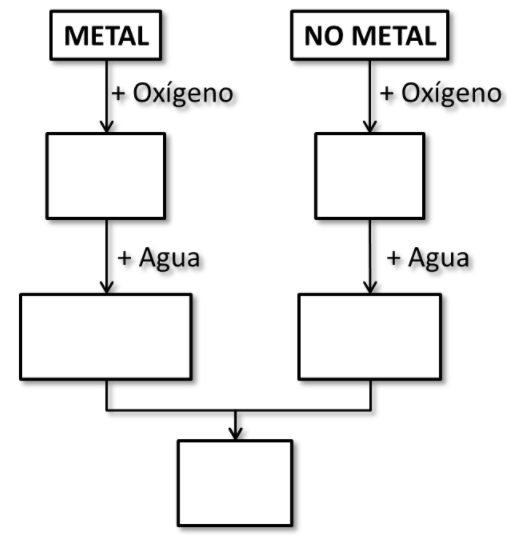 METAL
NO METAL
+ Oxígeno
+ Oxígeno
+ Agua
+ Agua